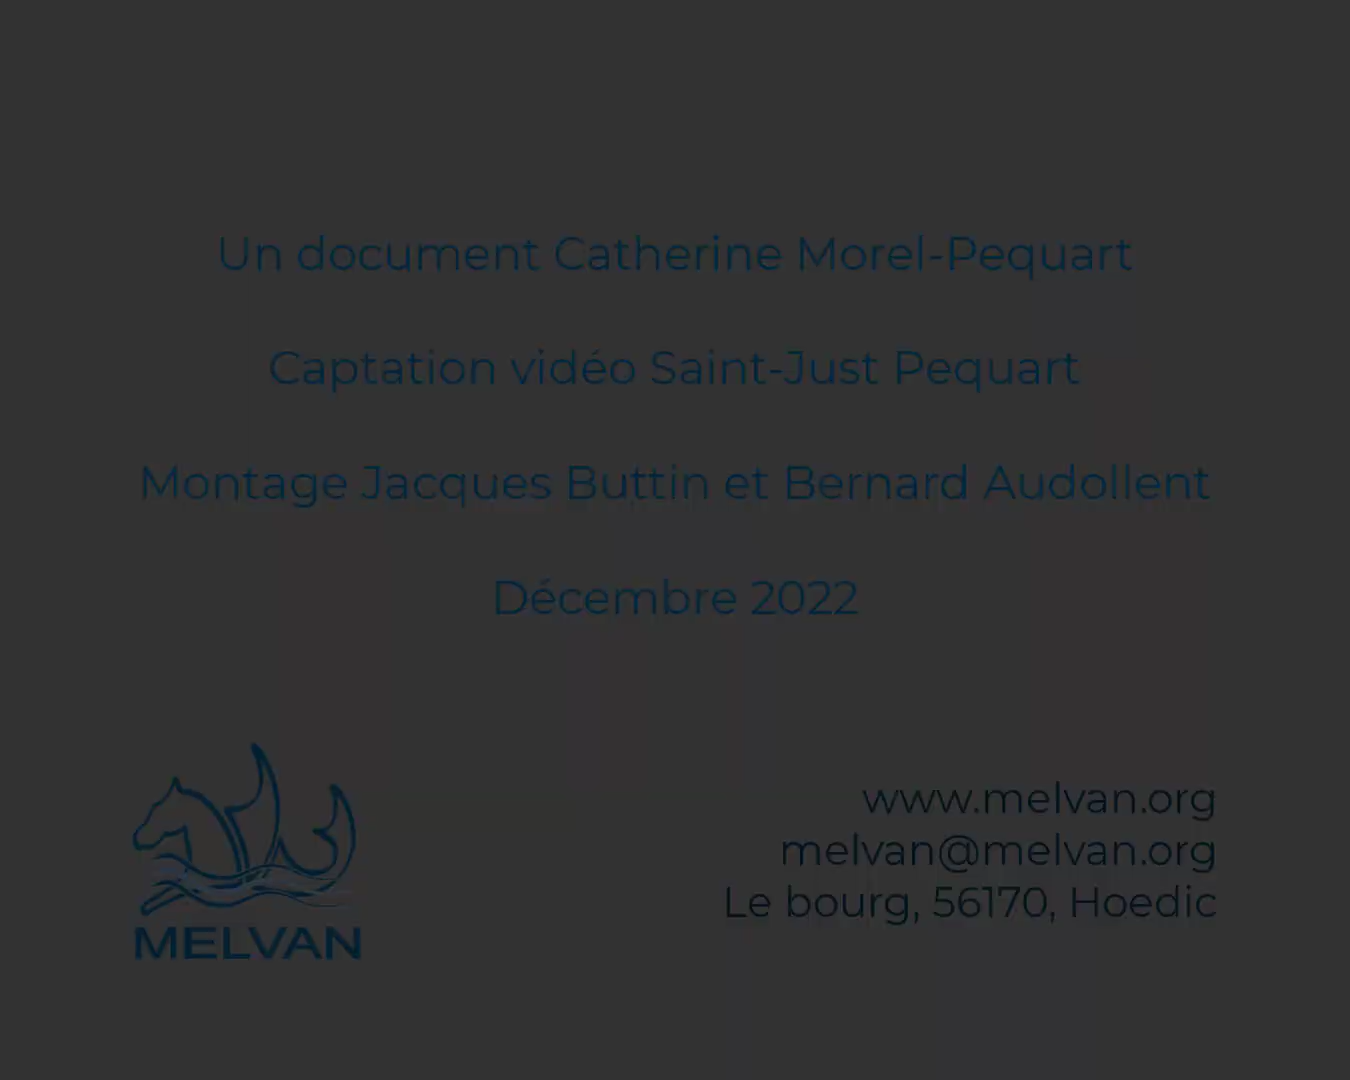 Un document Catherine Morel-Pequart
Captation vidéo Saint-Just Pequart
Montage Jacques Buttin et Bernard Audollent
Décembre 2022
MELVAN
www.melvan.org
melvan@melvan.org
Le bourg, 56170, Hoedic